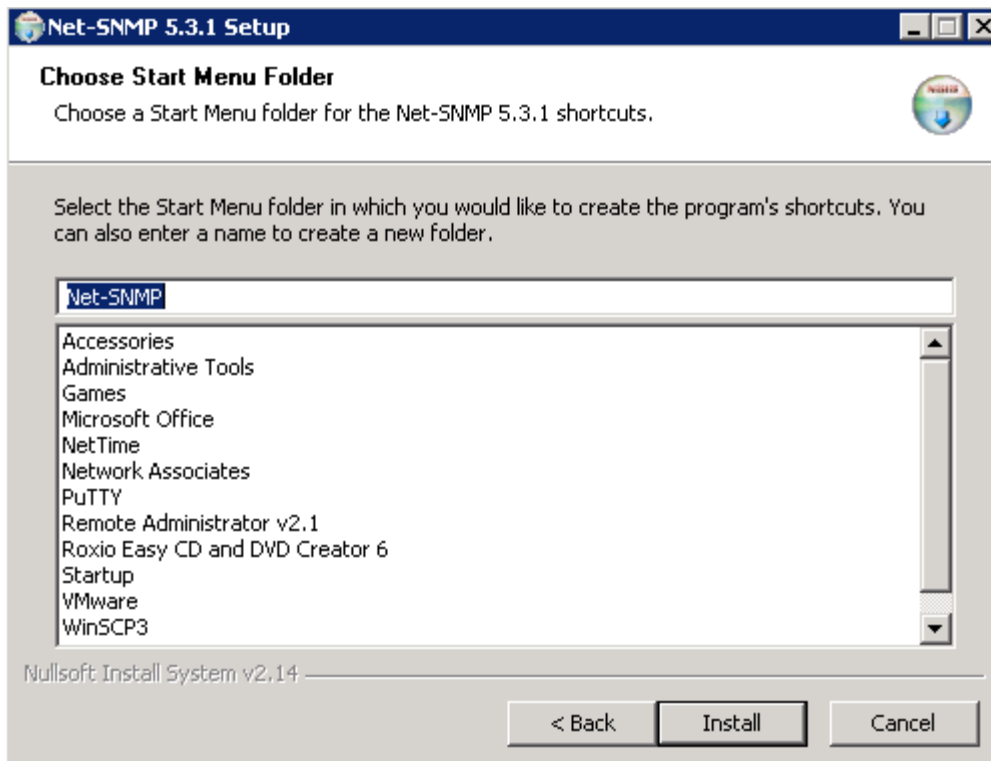 Net-SNMP 5.3.1 Setup
Choose Start Menu Folder
Choose a Start Menu folder for the Net-SNMP 5.3.1 shortcuts.
Select the Start Menu folder in which you would like to create the program's shortcuts. You
can also enter a name to create a new folder.
Net-SNMP
Accessories
Administrative Tools
Games
Microsoft Office
NetTime
Network Associates
PuTTY
Remote Administrator v2.1
Roxio Easy CD and DVD Creator 6
Startup
VMware
WinSCP3
Nullsoft Install System v2.14
< Back
Install
Cancel